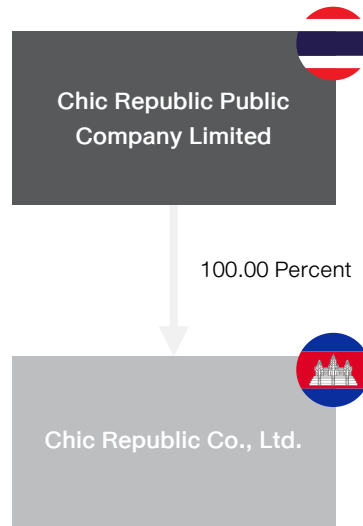 Chic Republic Public
Company Limited
100.00 Percent
Chic Republic Co., Ltd.